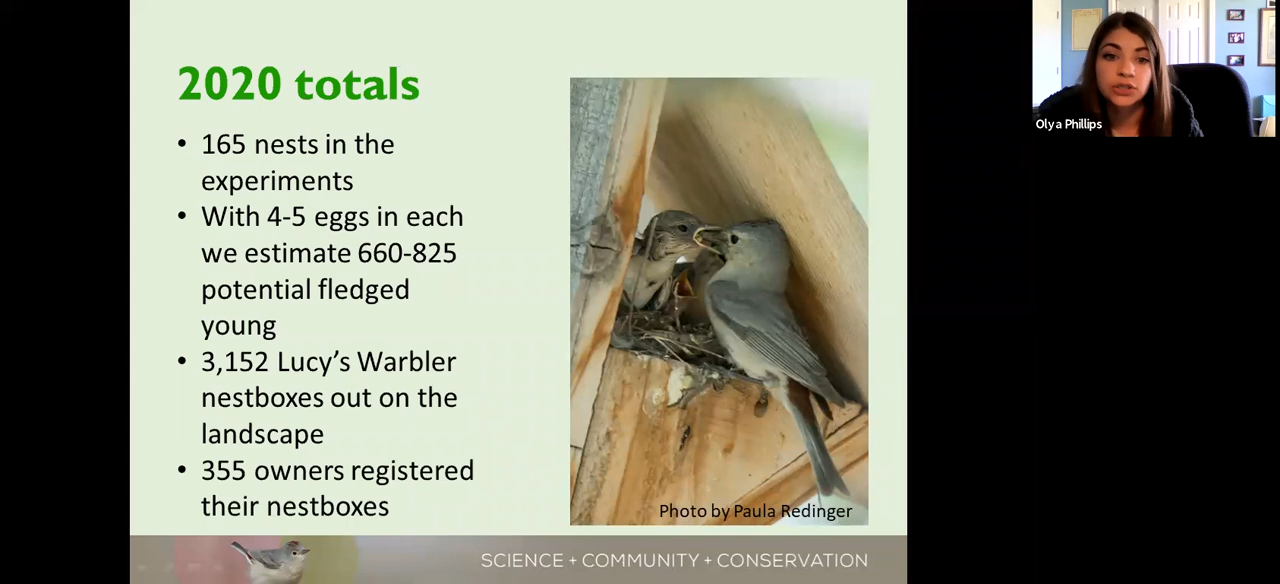 2020 totals
• 165 nests in the
experiments
• With 4-5 eggs in each
we estimate 660-825
potential fledged
young
• 3,152 Lucy’s Warbler
nestboxes out on the
landscape
• 355 owners registered
their nestboxes
Photo by Paula Redinger
SCIENCE + COMMUNITY + CONSERVATION
Olya Phillips